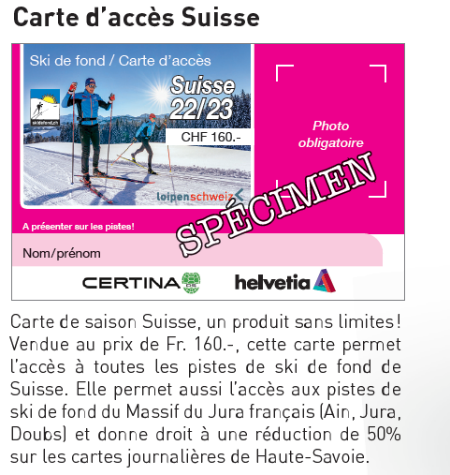 Carte d’accès Suisse
Ski de fond / Carte d’accès
Suisse
22/23
CHF 160.-
skidefond.ch
loipenschweiz
Photo
obligatoire
SPÉCIMEN
A présenter sur les pistes!
Nom/prénom
CERTINA DS
helvetia
Carte de saison Suisse, un produit sans limites!
Vendue au prix de Fr. 160.-, cette carte permet
l’accès à toutes les pistes de ski de fond de
Suisse. Elle permet aussi l’accès aux pistes de
ski de fond du Massif du Jura français (Ain, Jura,
Doubs) et donne droit à une réduction de 50%
sur les cartes journalières de Haute-Savoie.